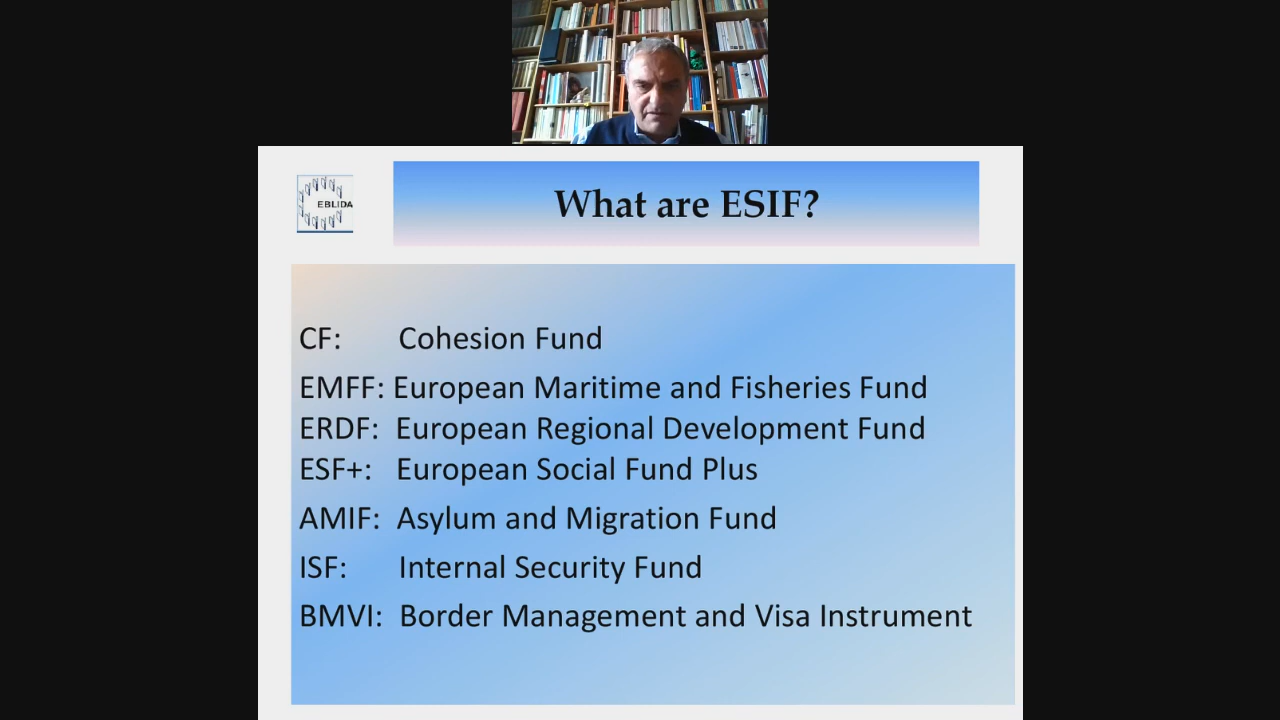 EBLIDA
What are ESIF?
CF: Cohesion Fund
EMFF: European Maritime and Fisheries Fund
ERDF: European Regional Development Fund
ESF+: European Social Fund Plus
AMIF: Asylum and Migration Fund
ISF: Internal Security Fund
BMVI: Border Management and Visa Instrument